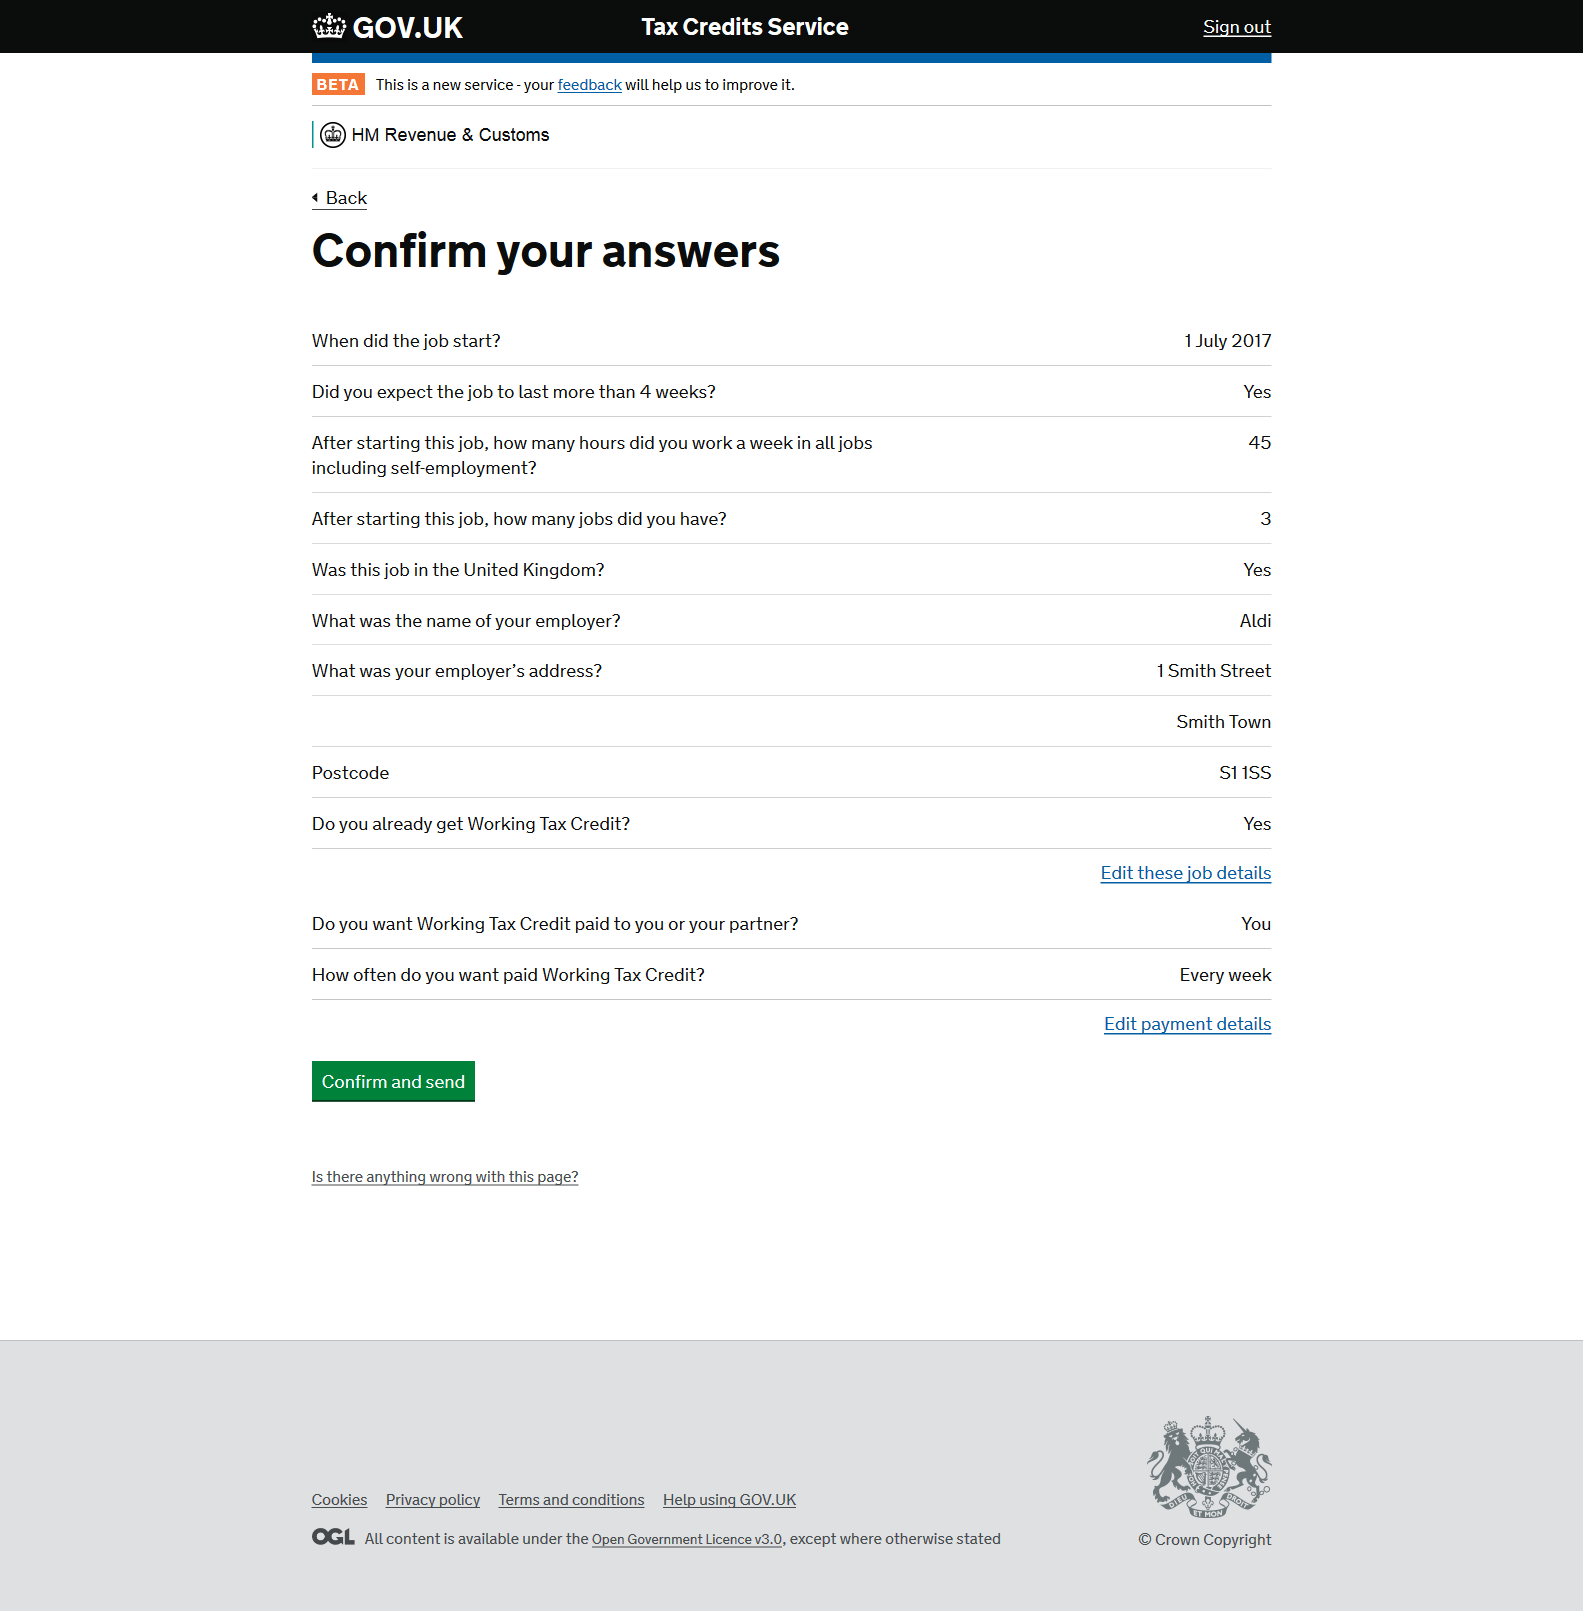 GOV.UK Tax Credits Service Sign out
BETA This is a new service - your feedback will help us to improve it.
HM Revenue & Customs
Back
Confirm your answers
When did the job start? 1 July 2017
Did you expect the job to last more than 4 weeks? Yes
After starting this job, how many hours did you work a week in all jobs 45
including self-employment?
After starting this job, how many jobs did you have? 3
Was this job in the United Kingdom? Yes
What was the name of your employer? Aldi
What was your employer’s address? 1 Smith Street
Smith Town
Postcode S1 1SS
Do you already get Working Tax Credit? Yes
Edit these job details
Do you want Working Tax Credit paid to you or your partner? You
How often do you want paid Working Tax Credit? Every week
Edit payment details
Confirm and send
Is there anything wrong with this page?
Cookies Privacy policy Terms and conditions Help using GOV.UK
OGL All content is available under the Open Government Licence v3.0, except where otherwise stated
DIEU ET MON DROIT
© Crown Copyright